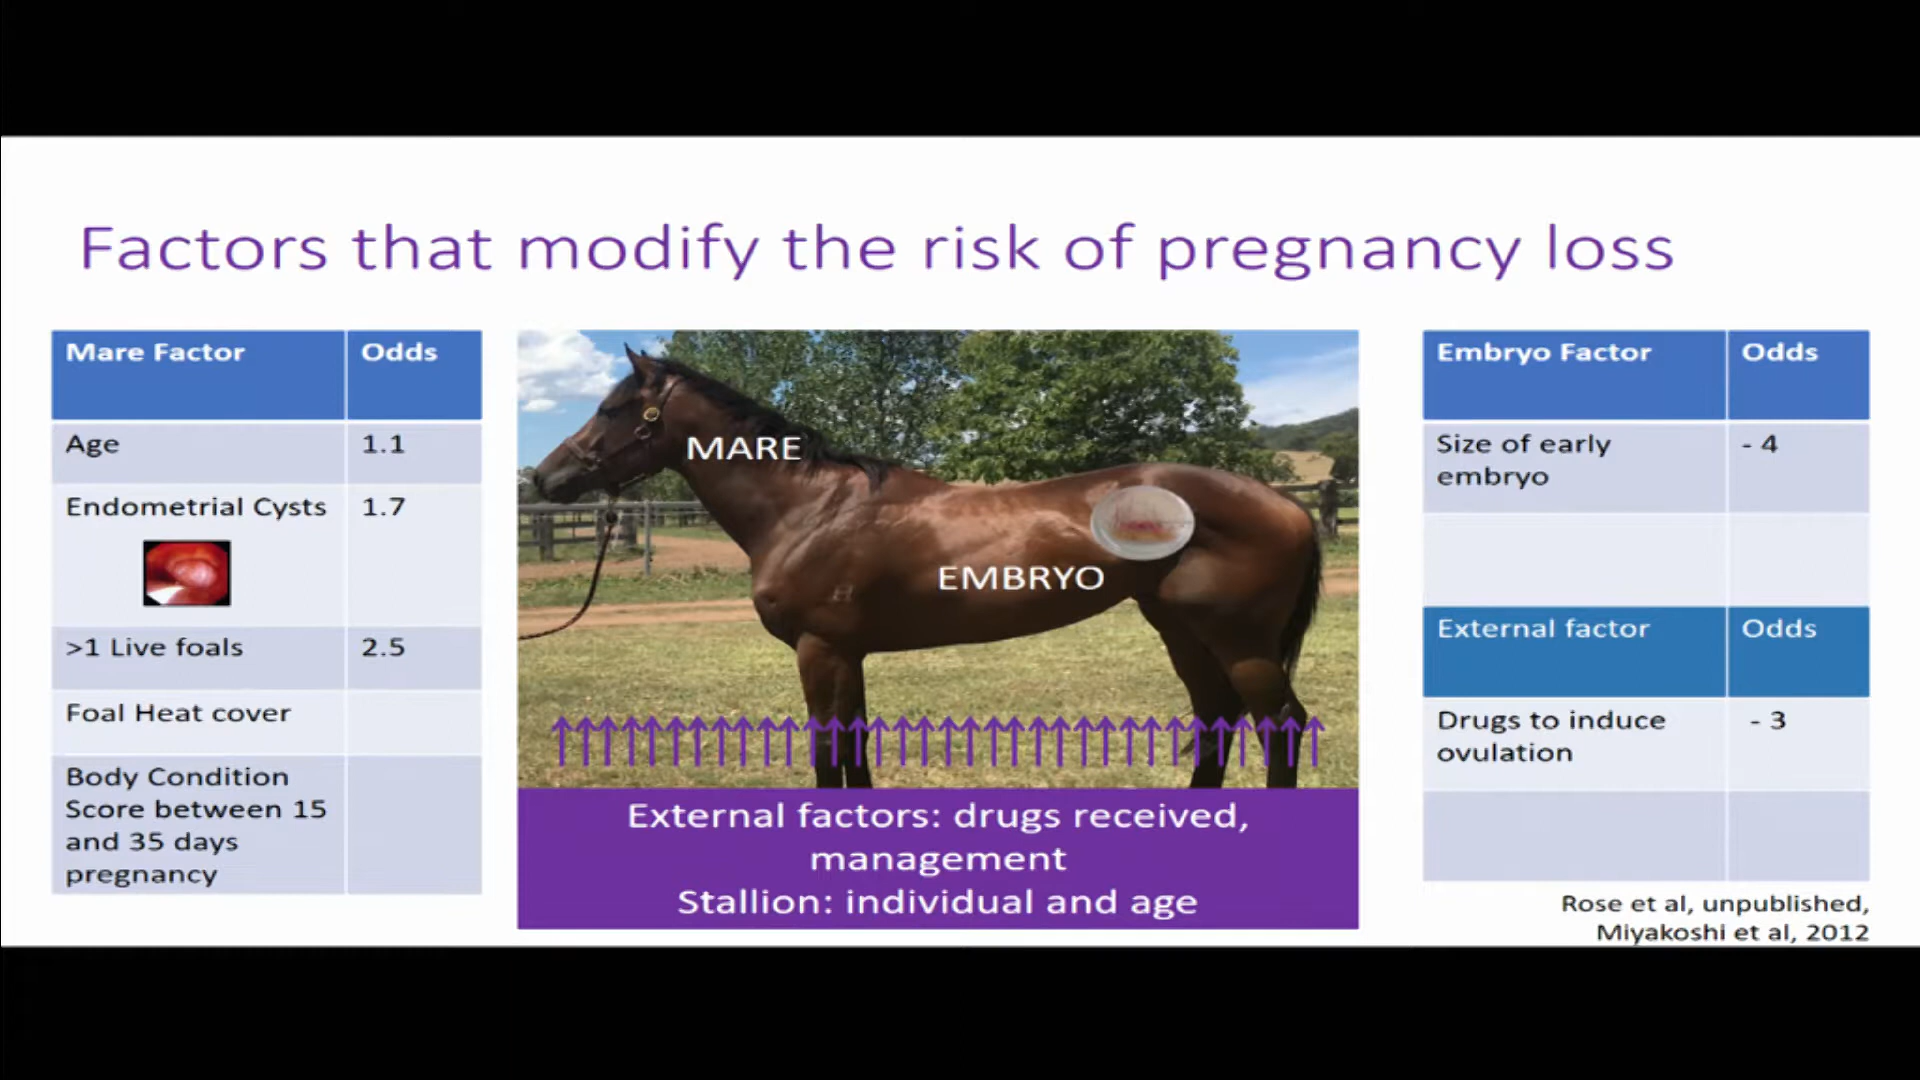 Factors that modify the risk of pregnancy loss
Mare Factor Odds
Age 1.1
Endometrial Cysts 1.7
>1 Live foals 2.5
Foal Heat cover
Body Condition
Score between 15
and 35 days
pregnancy
MARE
EMBRYO
External factors: drugs received,
management
Stallion: individual and age
Embryo Factor Odds
Size of early - 4
embryo
External factor Odds
Drugs to induce - 3
ovulation
Rose et al, unpublished,
Miyakoshi et al, 2012